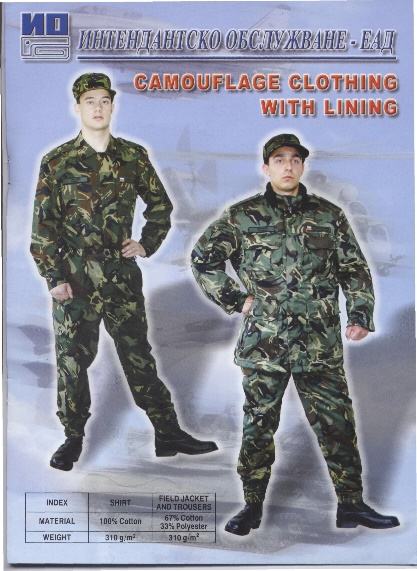 ИО
ИНТЕНДАНТСКО ОБСЛУЖВАНЕ - ЕАД
CAMOUFLAGE CLOTHING
WITH LINING
INDEX SHIRT FIELD JACKET AND TROUSERS
MATERIAL 100% Cotton 67% Cotton 33% Polyester
WEIGHT 310 g/m² 310 g/m²